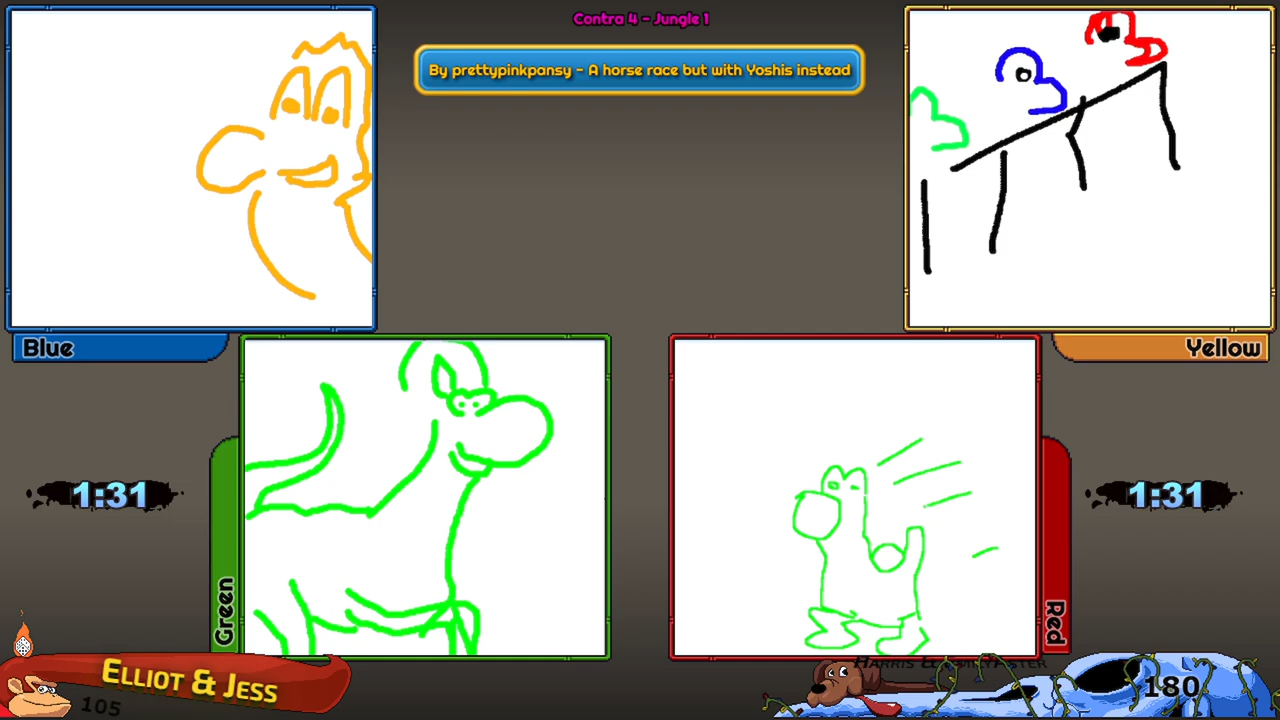 Contra 4 - Jungle 1
By prettypinkpansy - A horse race but with Yoshis instead
Blue
Yellow
1:31
1:31
Green
Red
Elliot & Jess
105
180